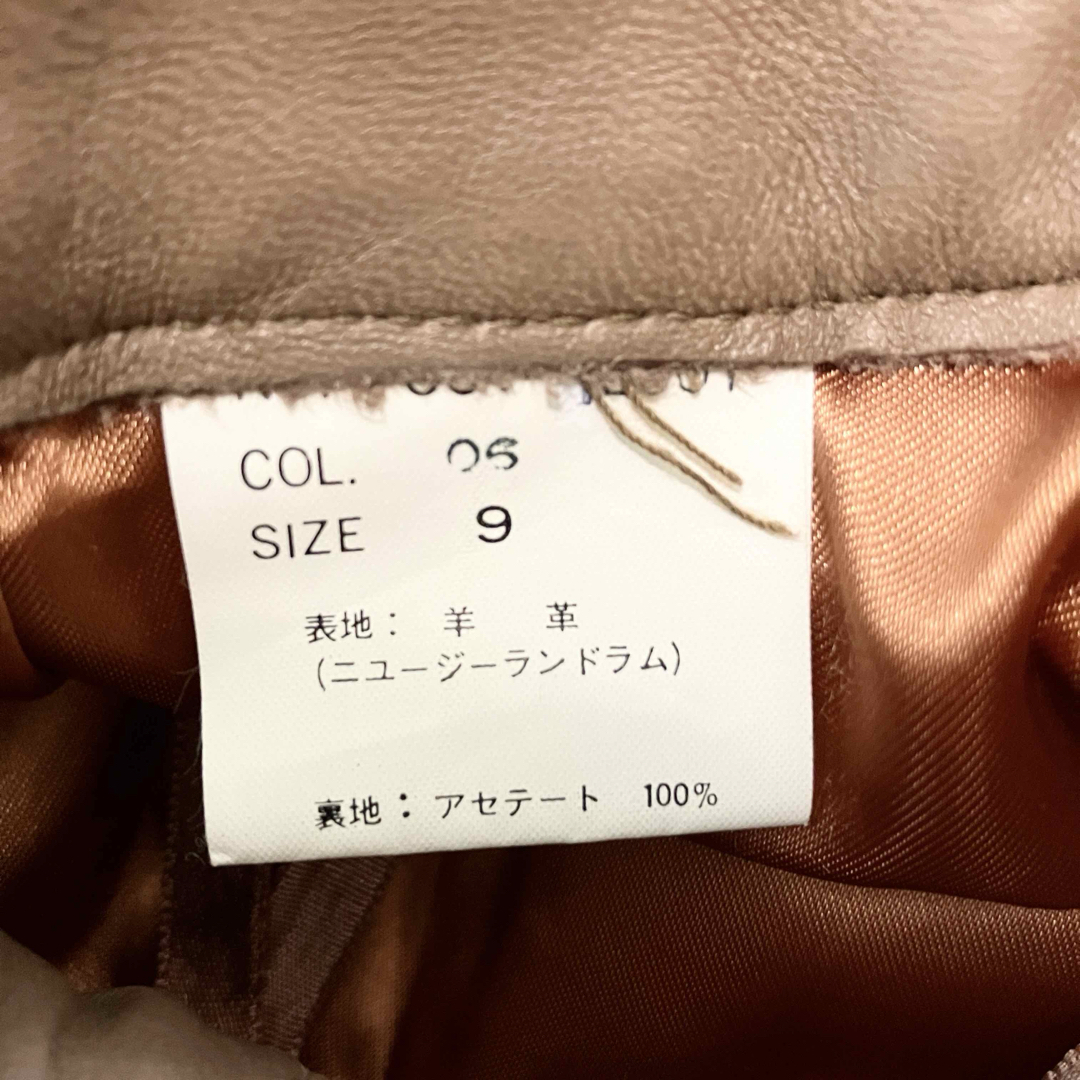 COL. 06
SIZE 9
表地: 羊 革
(ニュージーランドラム)
裏地: アセテート 100%